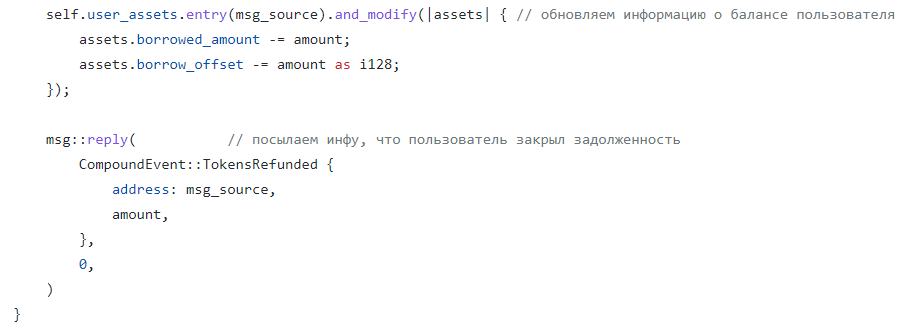 self.user_assets.entry(msg_source).and_modify(|assets| { // обновляем информацию о балансе пользователя
assets.borrowed_amount -= amount;
assets.borrow_offset -= amount as i128;
});
msg::reply( // посылаем инфу, что пользователь закрыл задолженность
CompoundEvent::TokensRefunded {
address: msg_source,
amount,
},
0,
)
}